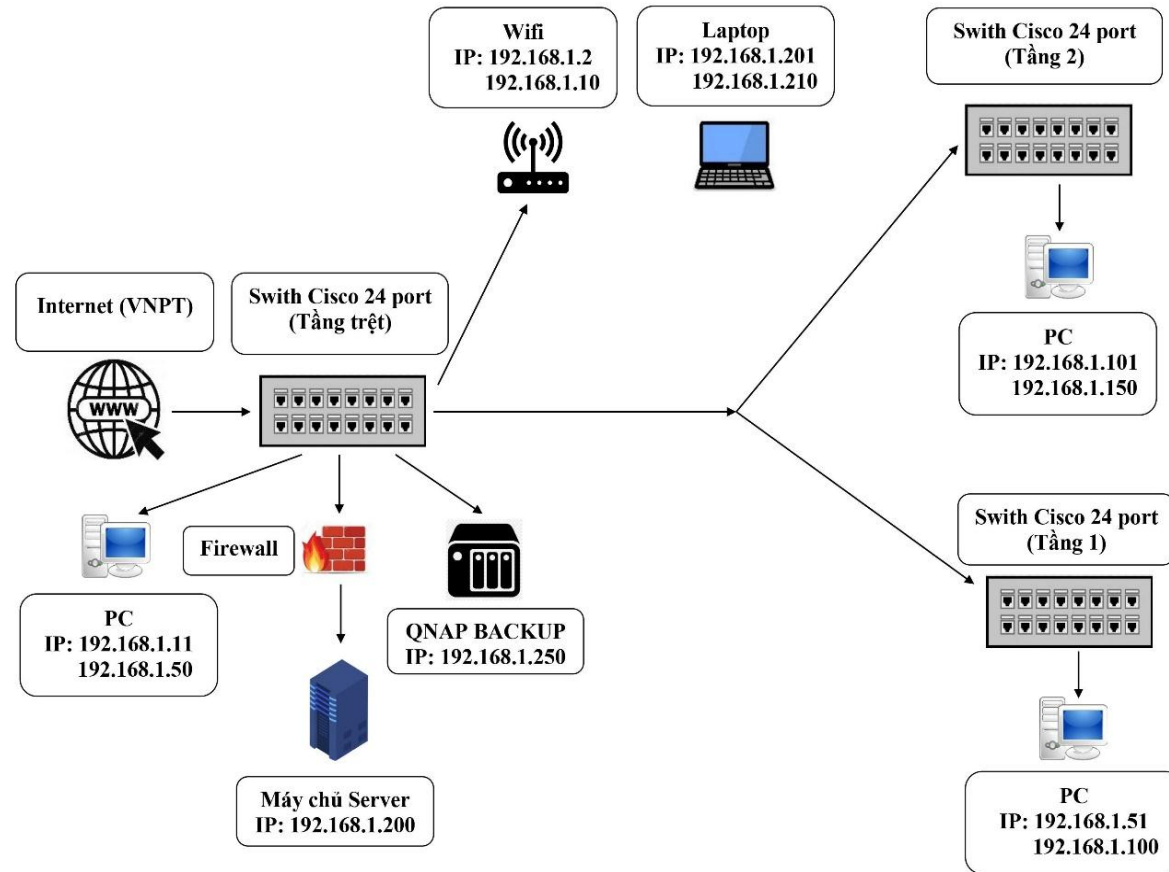 Wifi
IP: 192.168.1.2
192.168.1.10
Laptop
IP: 192.168.1.201
192.168.1.210
Swith Cisco 24 port
(Tầng 2)
Internet (VNPT)
Swith Cisco 24 port
(Tầng trệt)
WWW
PC
IP: 192.168.1.101
192.168.1.150
Firewall
PC
IP: 192.168.1.11
192.168.1.50
QNAP BACKUP
IP: 192.168.1.250
Swith Cisco 24 port
(Tầng 1)
Máy chủ Server
IP: 192.168.1.200
PC
IP: 192.168.1.51
192.168.1.100